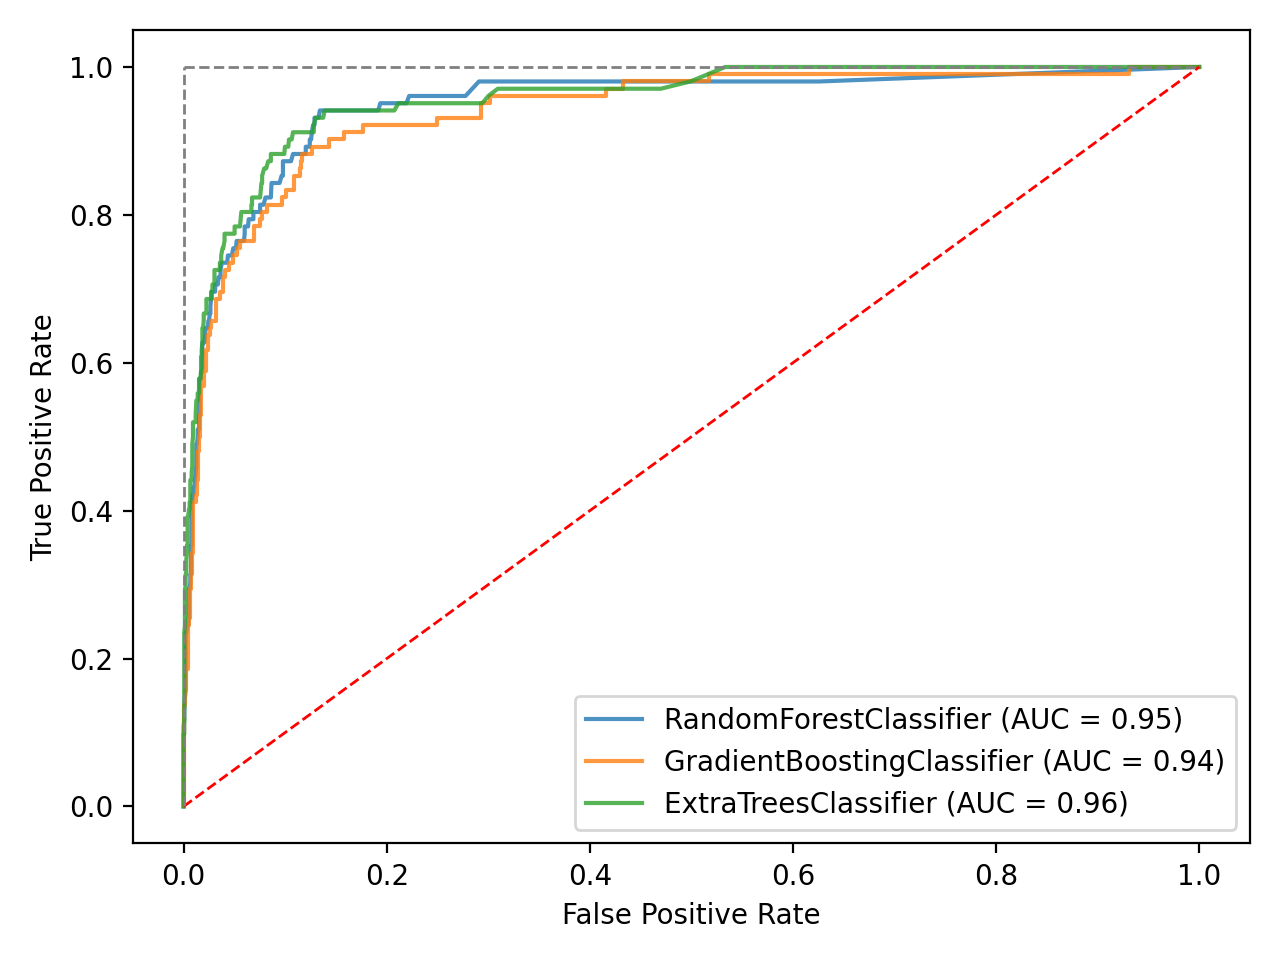 1.0
0.8
0.6
0.4
0.2
0.0
True Positive Rate
RandomForestClassifier (AUC = 0.95)
GradientBoostingClassifier (AUC = 0.94)
ExtraTreesClassifier (AUC = 0.96)
0.0 0.2 0.4 0.6 0.8 1.0
False Positive Rate